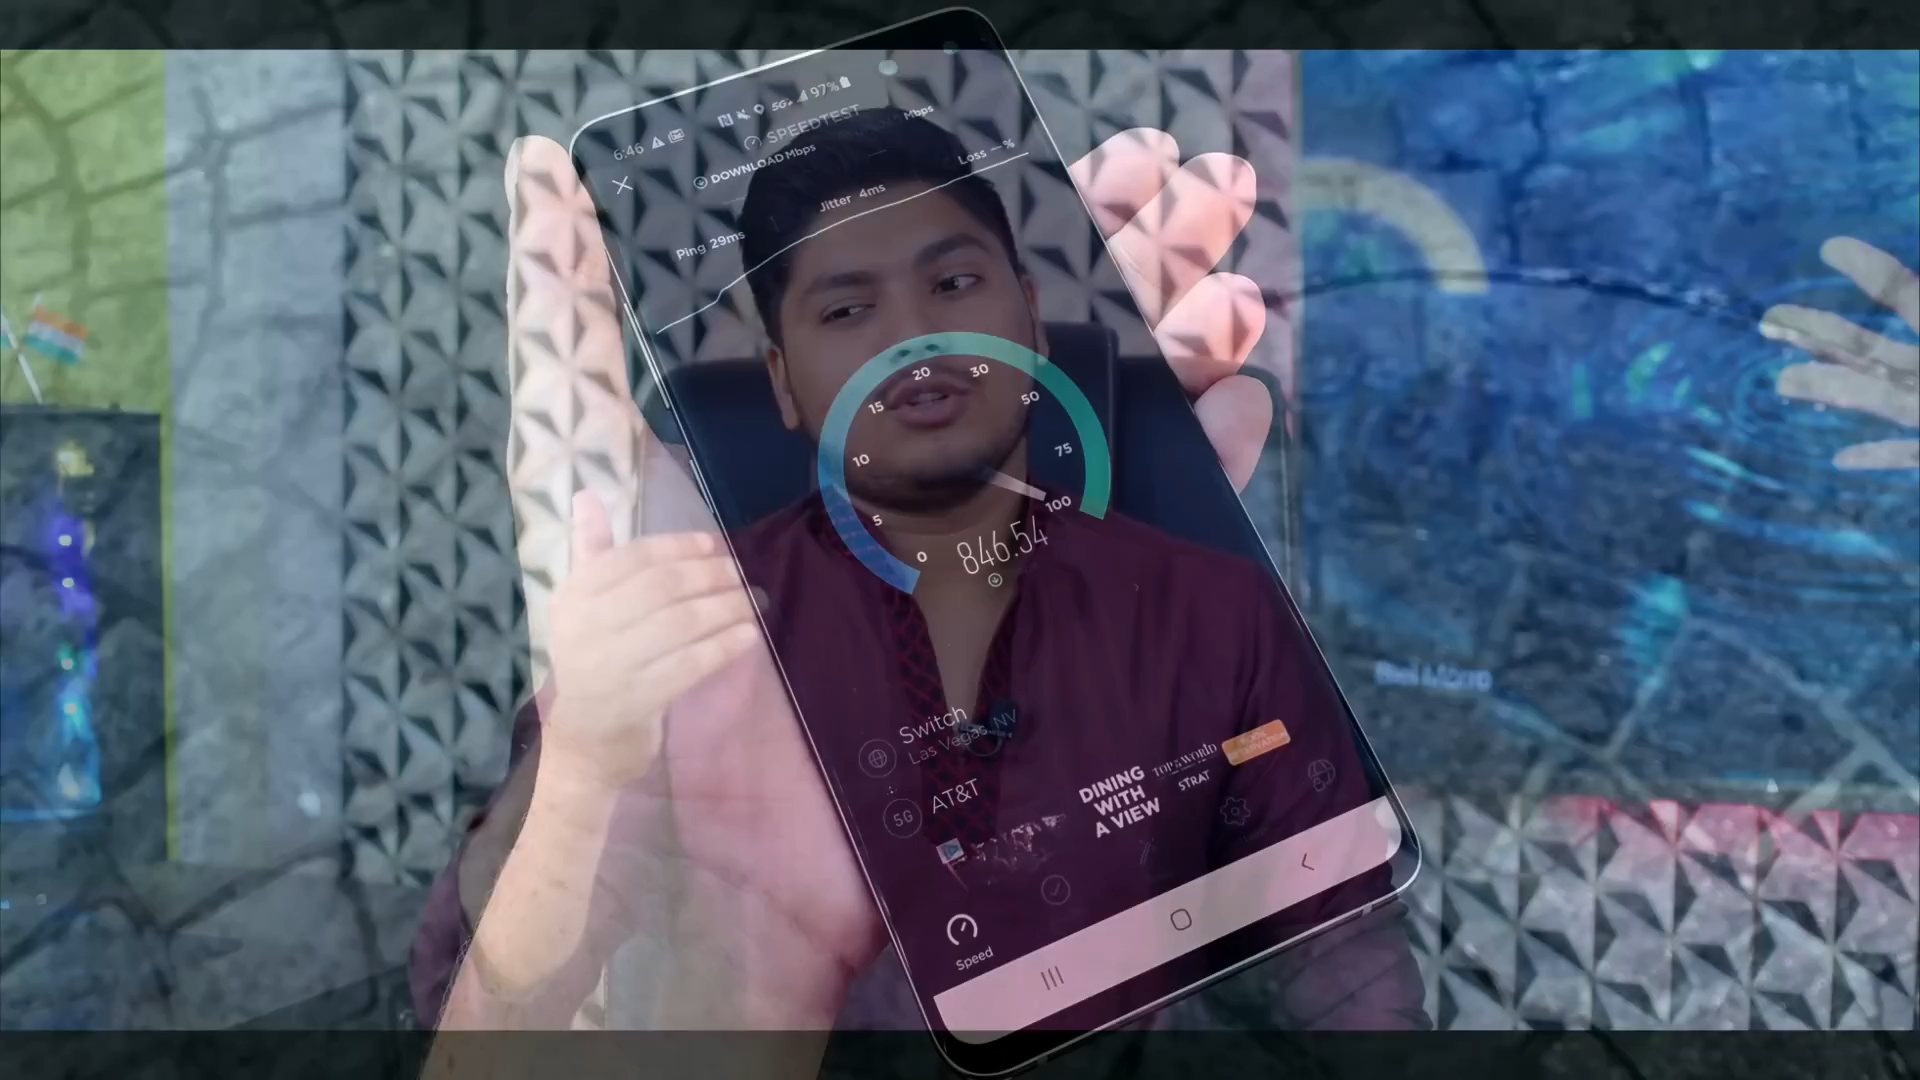 6:46
5G+
97%
SPEEDTEST
DOWNLOAD Mbps
Mbps
Ping 29ms
Jitter 4ms
Loss — %
0
5
10
15
20
30
50
75
100
846.54
Switch
Las Vegas, NV
5G
AT&T
DINING
WITH
A VIEW
TOP of the WORLD
STRAT
Speed